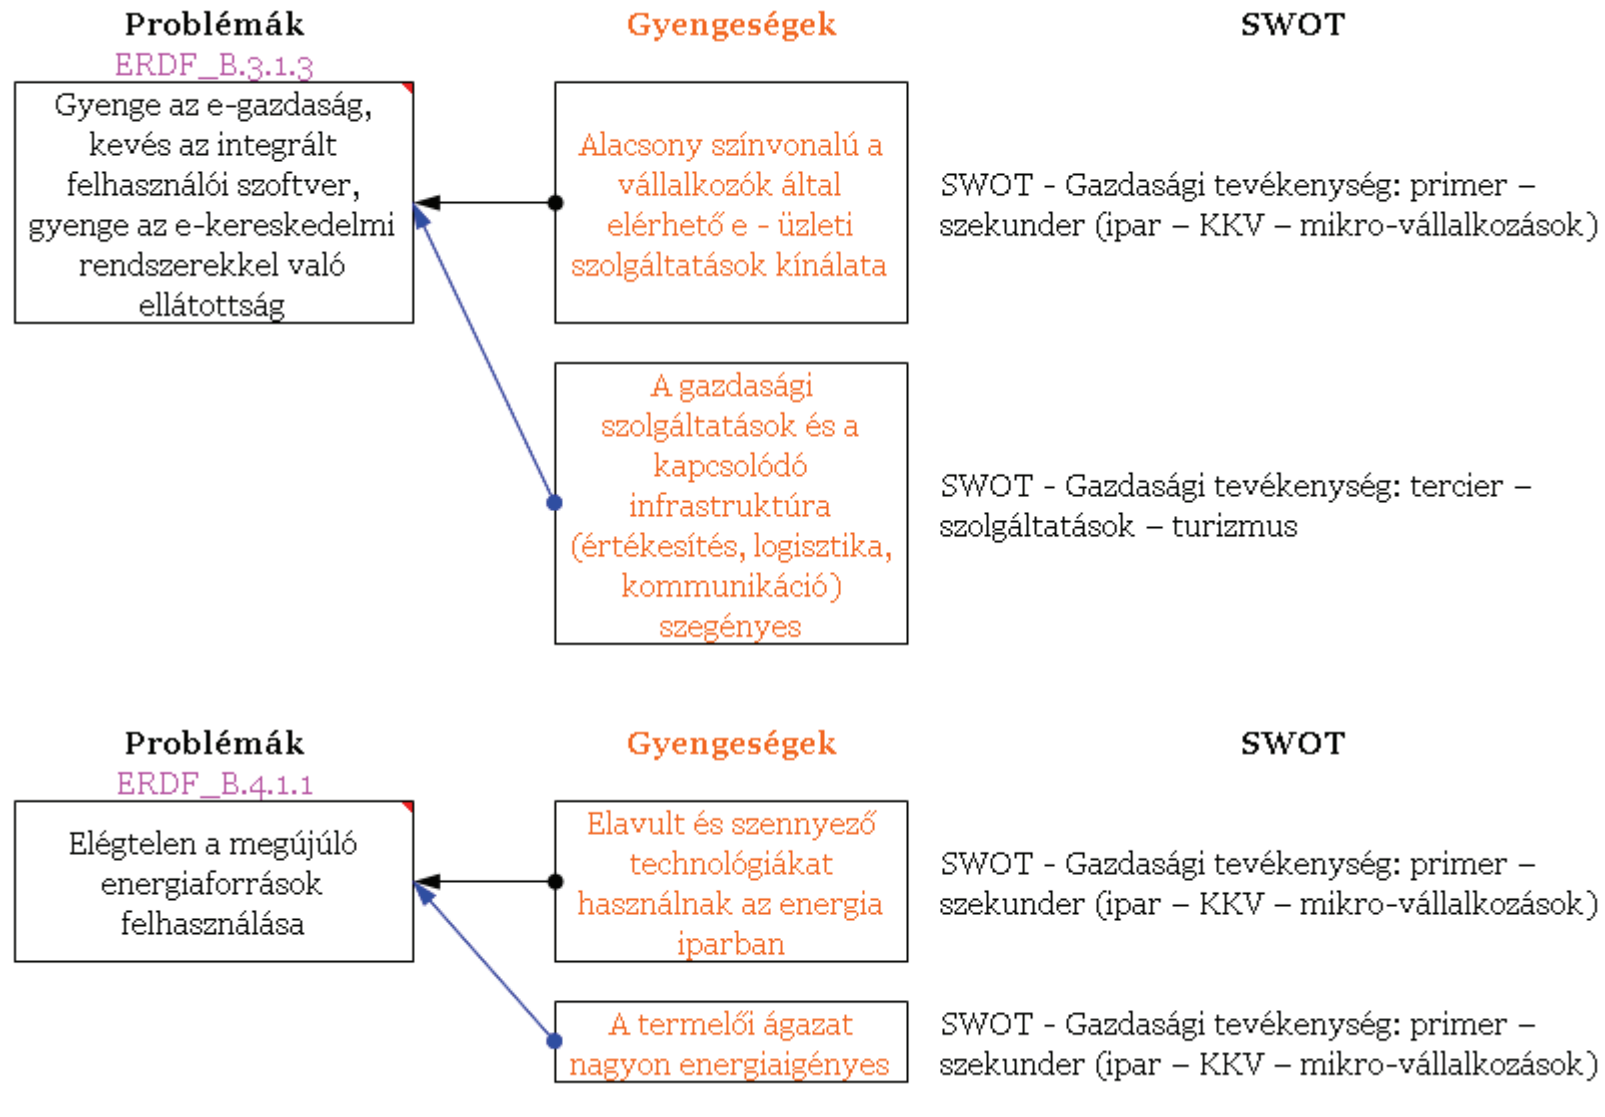 Problémák
Gyengeségek
SWOT
ERDF_B.3.1.3
Gyenge az e-gazdaság,
kevés az integrált
felhasználói szoftver,
gyenge az e-kereskedelmi
rendszerekkel való
ellátottság
Alacsony színvonalú a
vállalkozók által
elérhető e - üzleti
szolgáltatások kínálata
SWOT - Gazdasági tevékenység: primer –
szekunder (ipar – KKV – mikro-vállalkozások)
A gazdasági
szolgáltatások és a
kapcsolódó
infrastruktúra
(értékesítés, logisztika,
kommunikáció)
szegényes
SWOT - Gazdasági tevékenység: tercier –
szolgáltatások – turizmus
Problémák
Gyengeségek
SWOT
ERDF_B.4.1.1
Elégtelen a megújúló
energiaforrások
felhasználása
Elavult és szennyező
technológiákat
használnak az energia
iparban
SWOT - Gazdasági tevékenység: primer –
szekunder (ipar – KKV – mikro-vállalkozások)
A termelői ágazat
nagyon energiaigényes
SWOT - Gazdasági tevékenység: primer –
szekunder (ipar – KKV – mikro-vállalkozások)